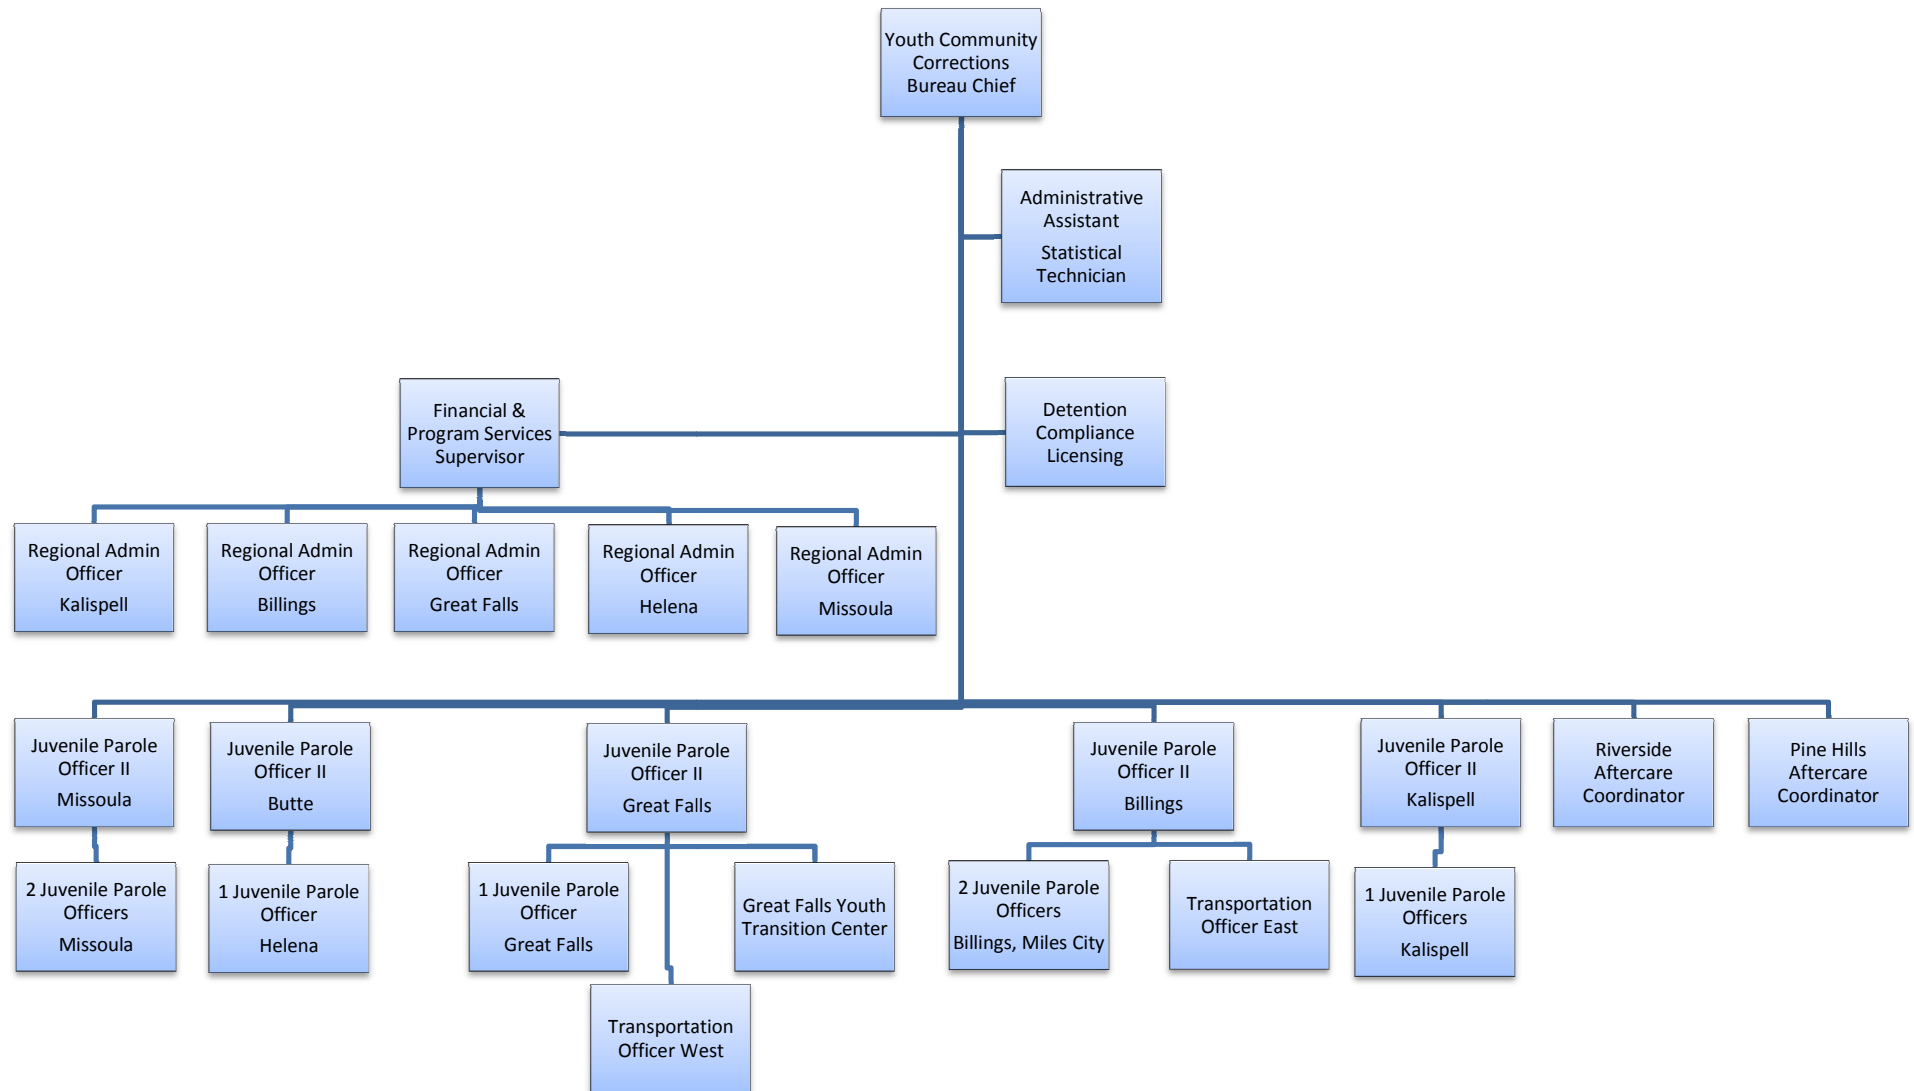 Youth Community
Corrections
Bureau Chief
Administrative
Assistant
Statistical
Technician
Financial &
Program Services
Supervisor
Detention
Compliance
Licensing
Regional Admin
Officer
Kalispell
Regional Admin
Officer
Billings
Regional Admin
Officer
Great Falls
Regional Admin
Officer
Helena
Regional Admin
Officer
Missoula
Juvenile Parole
Officer II
Missoula
Juvenile Parole
Officer II
Butte
Juvenile Parole
Officer II
Great Falls
Juvenile Parole
Officer II
Billings
Juvenile Parole
Officer II
Kalispell
Riverside
Aftercare
Coordinator
Pine Hills
Aftercare
Coordinator
2 Juvenile Parole
Officers
Missoula
1 Juvenile Parole
Officer
Helena
1 Juvenile Parole
Officer
Great Falls
Great Falls Youth
Transition Center
2 Juvenile Parole
Officers
Billings, Miles City
Transportation
Officer East
1 Juvenile Parole
Officers
Kalispell
Transportation
Officer West